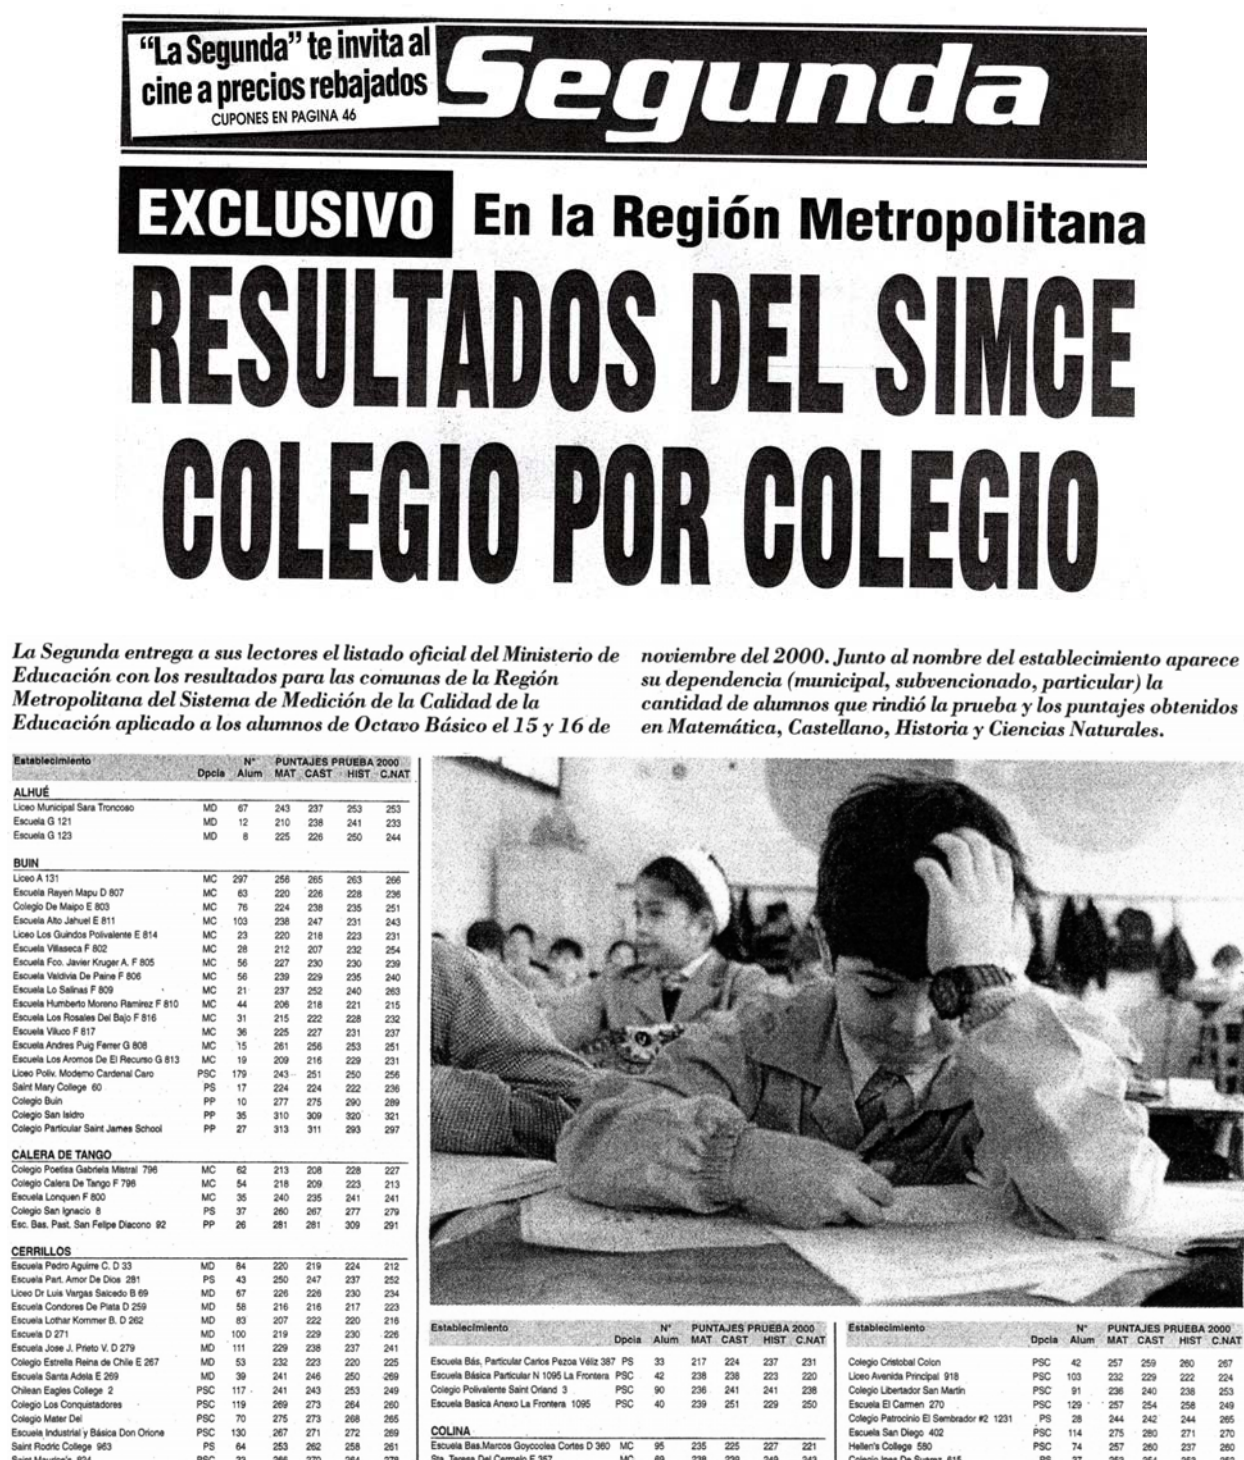 “La Segunda” te invita al
cine a precios rebajados
CUPONES EN PAGINA 46
Segunda
EXCLUSIVO En la Región Metropolitana
RESULTADOS DEL SIMCE
COLEGIO POR COLEGIO
La Segunda entrega a sus lectores el listado oficial del Ministerio de
Educación con los resultados para las comunas de la Región
Metropolitana del Sistema de Medición de la Calidad de la
Educación aplicado a los alumnos de Octavo Básico el 15 y 16 de
noviembre del 2000. Junto al nombre del establecimiento aparece
su dependencia (municipal, subvencionado, particular) la
cantidad de alumnos que rindió la prueba y los puntajes obtenidos
en Matemática, Castellano, Historia y Ciencias Naturales.
Establecimiento N° PUNTAJES PRUEBA 2000
Dpcia Alum MAT CAST HIST C.NAT
ALHUÉ
Liceo Municipal Sara Troncoso MD 67 243 237 253 253
Escuela G 121 MD 12 210 238 241 233
Escuela G 123 MD 8 225 226 250 244
BUIN
Liceo A 131 MC 297 256 265 263 266
Escuela Rayen Mapu D 807 MC 63 220 226 228 236
Colegio De Maipo E 803 MC 76 224 238 235 251
Escuela Alto Jahuel E 811 MC 103 238 247 231 243
Liceo Los Guindos Polivalente E 814 MC 23 220 218 223 231
Escuela Villaseca F 802 MC 28 212 207 232 254
Escuela Fco. Javier Kruger A. F 805 MC 56 227 230 230 239
Escuela Valdivia De Paine F 806 MC 56 239 229 235 240
Escuela Lo Salinas F 809 MC 21 237 252 240 263
Escuela Humberto Moreno Ramirez F 810 MC 44 206 218 221 215
Escuela Los Rosales Del Bajo F 816 MC 31 215 222 228 232
Escuela Viluco F 817 MC 36 225 227 231 237
Escuela Andres Puig Ferrer G 808 MC 15 261 256 253 251
Escuela Los Aromos De El Recurso G 813 MC 19 209 216 229 231
Liceo Poliv. Moderno Cardenal Caro PSC 179 243 251 250 256
Saint Mary College 60 PS 17 224 224 222 236
Colegio Buin PP 10 277 275 290 289
Colegio San Isidro PP 35 310 309 320 321
Colegio Particular Saint James School PP 27 313 311 293 297
CALERA DE TANGO
Colegio Poetisa Gabriela Mistral 796 MC 62 213 208 228 227
Colegio Calera De Tango F 798 MC 54 218 209 223 213
Escuela Lonquen F 800 MC 35 240 235 241 241
Colegio San Ignacio 8 PS 37 260 267 277 279
Esc. Bas. Past. San Felipe Diacono 92 PP 26 281 281 309 291
CERRILLOS
Escuela Pedro Aguirre C. D 33 MD 84 220 219 224 212
Escuela Part. Amor De Dios 281 PS 43 250 247 237 252
Liceo Dr Luis Vargas Salcedo B 69 MD 67 226 226 230 234
Escuela Condores De Plata D 259 MD 58 216 216 217 223
Escuela Lothar Kommer B. D 262 MD 83 207 222 220 216
Escuela D 271 MD 100 219 229 230 226
Escuela Jose J. Prieto V. D 279 MD 111 229 238 237 241
Colegio Estrella Reina de Chile E 267 MD 53 232 223 220 225
Escuela Santa Adela E 269 MD 39 241 246 250 269
Chilean Eagles College 2 PSC 117 241 243 253 249
Colegio Los Conquistadores PSC 119 269 273 264 260
Colegio Mater Dei PSC 70 275 273 268 265
Escuela Industrial y Básica Don Orione PSC 130 267 271 272 269
Saint Rodric College 963 PS 64 253 262 258 261
Establecimiento N° PUNTAJES PRUEBA 2000
Dpcia Alum MAT CAST HIST C.NAT
Escuela Bás, Particular Carlos Pezoa Véliz 387 PS 33 217 224 237 231
Escuela Básica Particular N 1095 La Frontera PSC 42 238 238 223 220
Colegio Polivalente Saint Orland 3 PSC 90 236 241 241 238
Escuela Basica Anexo La Frontera 1095 PSC 40 239 251 229 250
COLINA
Escuela Bas.Marcos Goycoolea Cortes D 360 MC 95 235 225 227 221
Establecimiento N° PUNTAJES PRUEBA 2000
Dpcia Alum MAT CAST HIST C.NAT
Colegio Cristobal Colon PSC 42 257 259 260 267
Liceo Avenida Principal 918 PSC 103 232 229 222 224
Colegio Libertador San Martin PSC 91 236 240 238 253
Escuela El Carmen 270 PSC 129 257 254 258 249
Colegio Patrocinio El Sembrador #2 1231 PS 28 244 242 244 265
Escuela San Diego 402 PSC 114 275 280 271 270
Hellen's College 580 PSC 74 257 260 237 260